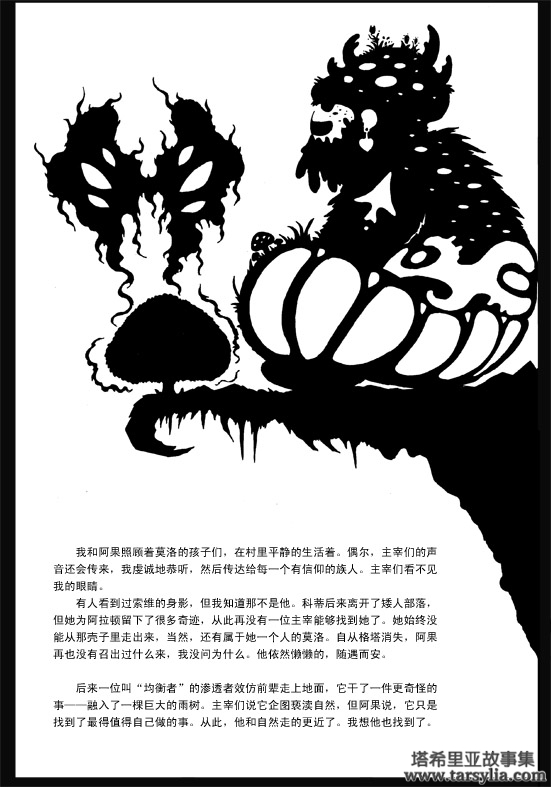 我和阿果照顾着莫洛的孩子们，在村里平静的生活着。偶尔，主宰们的声
音还会传来，我虔诚地恭听，然后传达给每一个有信仰的族人。主宰们看不见
我的眼睛。
有人看到过索维的身影，但我知道那不是他。科蒂后来离开了矮人部落，
但她为阿拉顿留下了很多奇迹，从此再没有一位主宰能够找到她了。她始终没
能从那壳子里走出来，当然，还有属于她一个人的莫洛。自从格塔消失，阿果
再也没有召出过什么来，我没问为什么。他依然懒懒的，随遇而安。
后来一位叫“均衡者”的渗透者效仿前辈走上地面，它干了一件更奇怪的
事——融入了一棵巨大的雨树。主宰们说它企图亵渎自然，但阿果说，它只是
找到了最得值得自己做的事。从此，他和自然走的更近了。我想他也找到了。
塔希里亚故事集
www.tarsylia.com